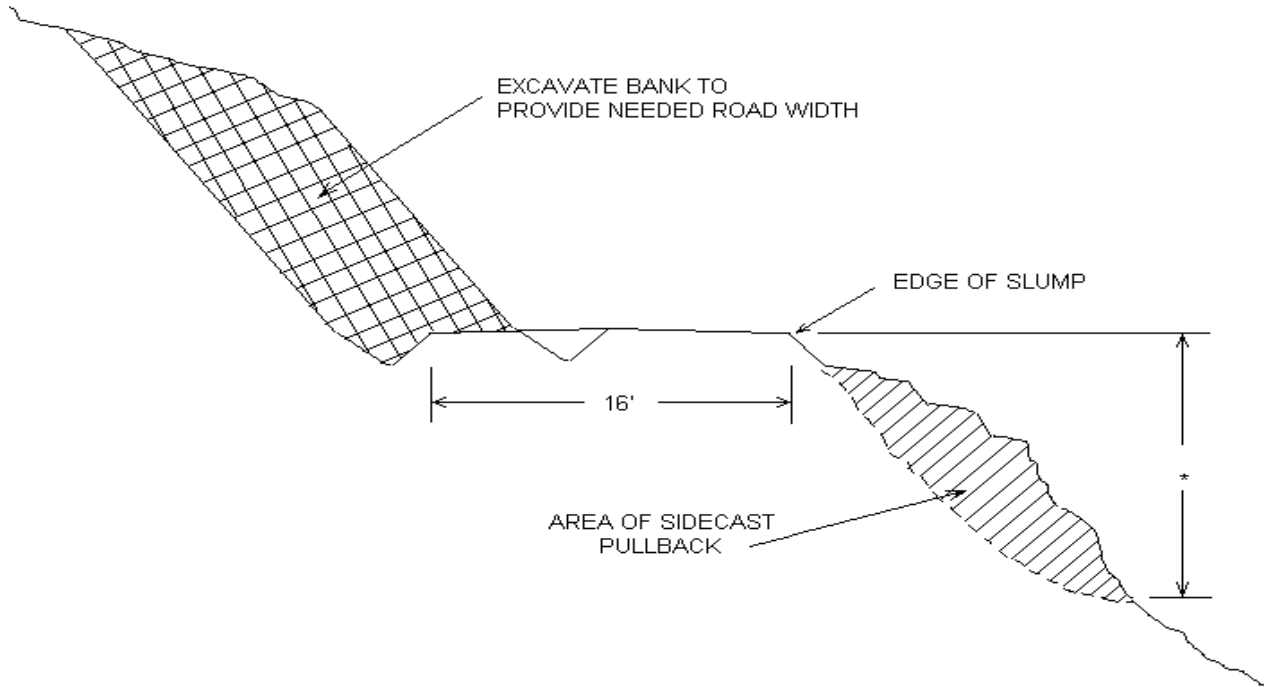 EXCAVATE BANK TO
PROVIDE NEEDED ROAD WIDTH
EDGE OF SLUMP
16'
*
AREA OF SIDECAST
PULLBACK